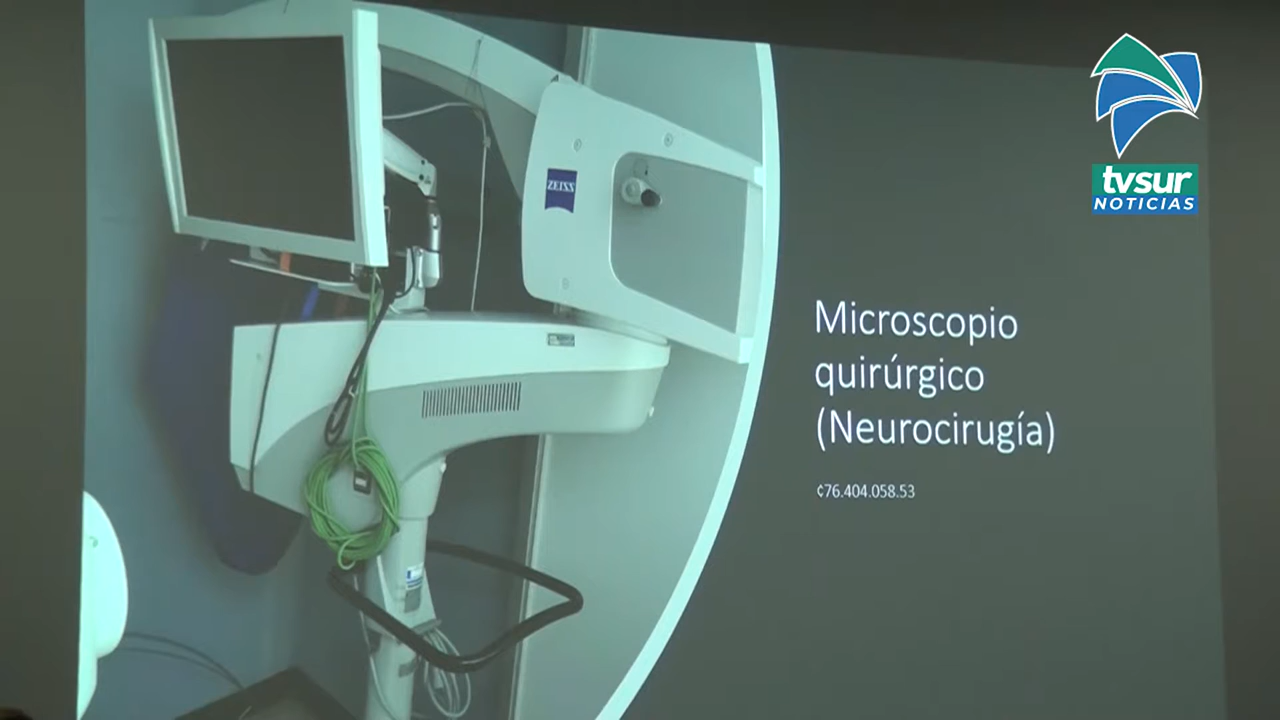 tvsur
NOTICIAS
ZEISS
Microscopio
quirúrgico
(Neurocirugía)
¢76.404.058.53